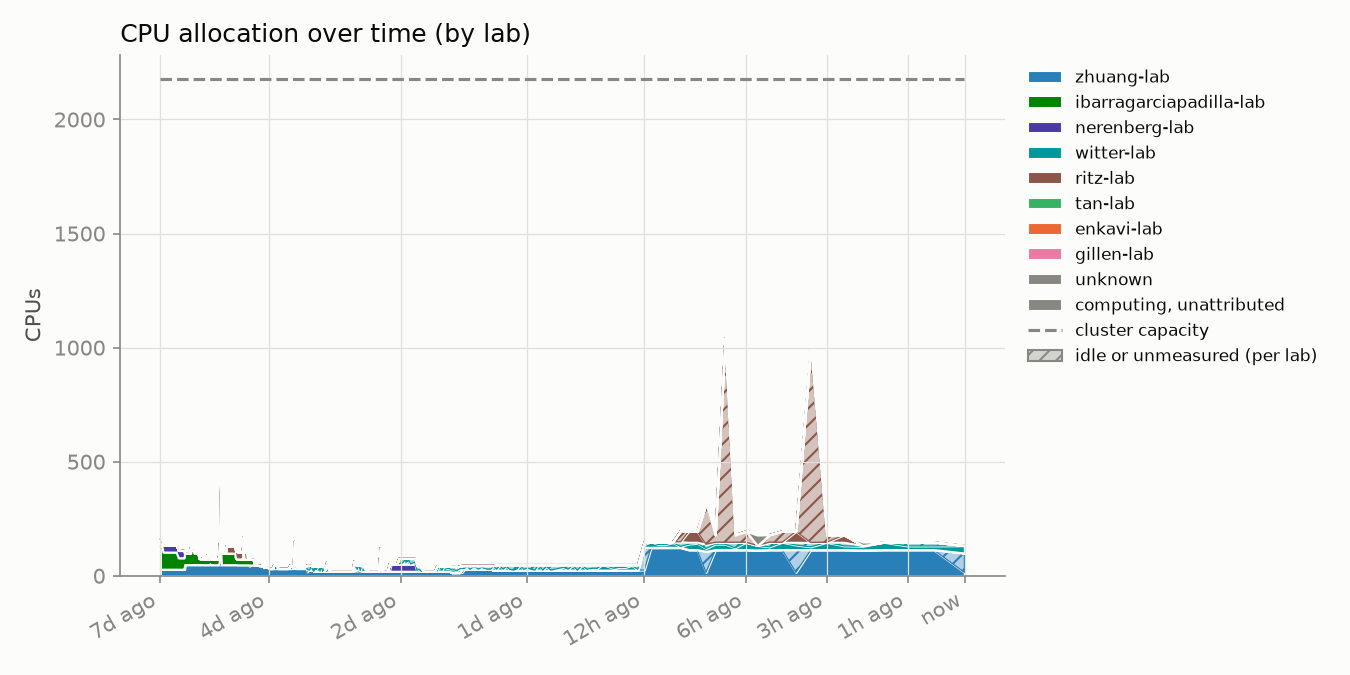 CPU allocation over time (by lab)
CPUs
2000
1500
1000
500
0
7d ago
4d ago
2d ago
1d ago
12h ago
6h ago
3h ago
1h ago
now
zhuang-lab
ibarragarciapadilla-lab
nerenberg-lab
witter-lab
ritz-lab
tan-lab
enkavi-lab
gillen-lab
unknown
computing, unattributed
cluster capacity
idle or unmeasured (per lab)